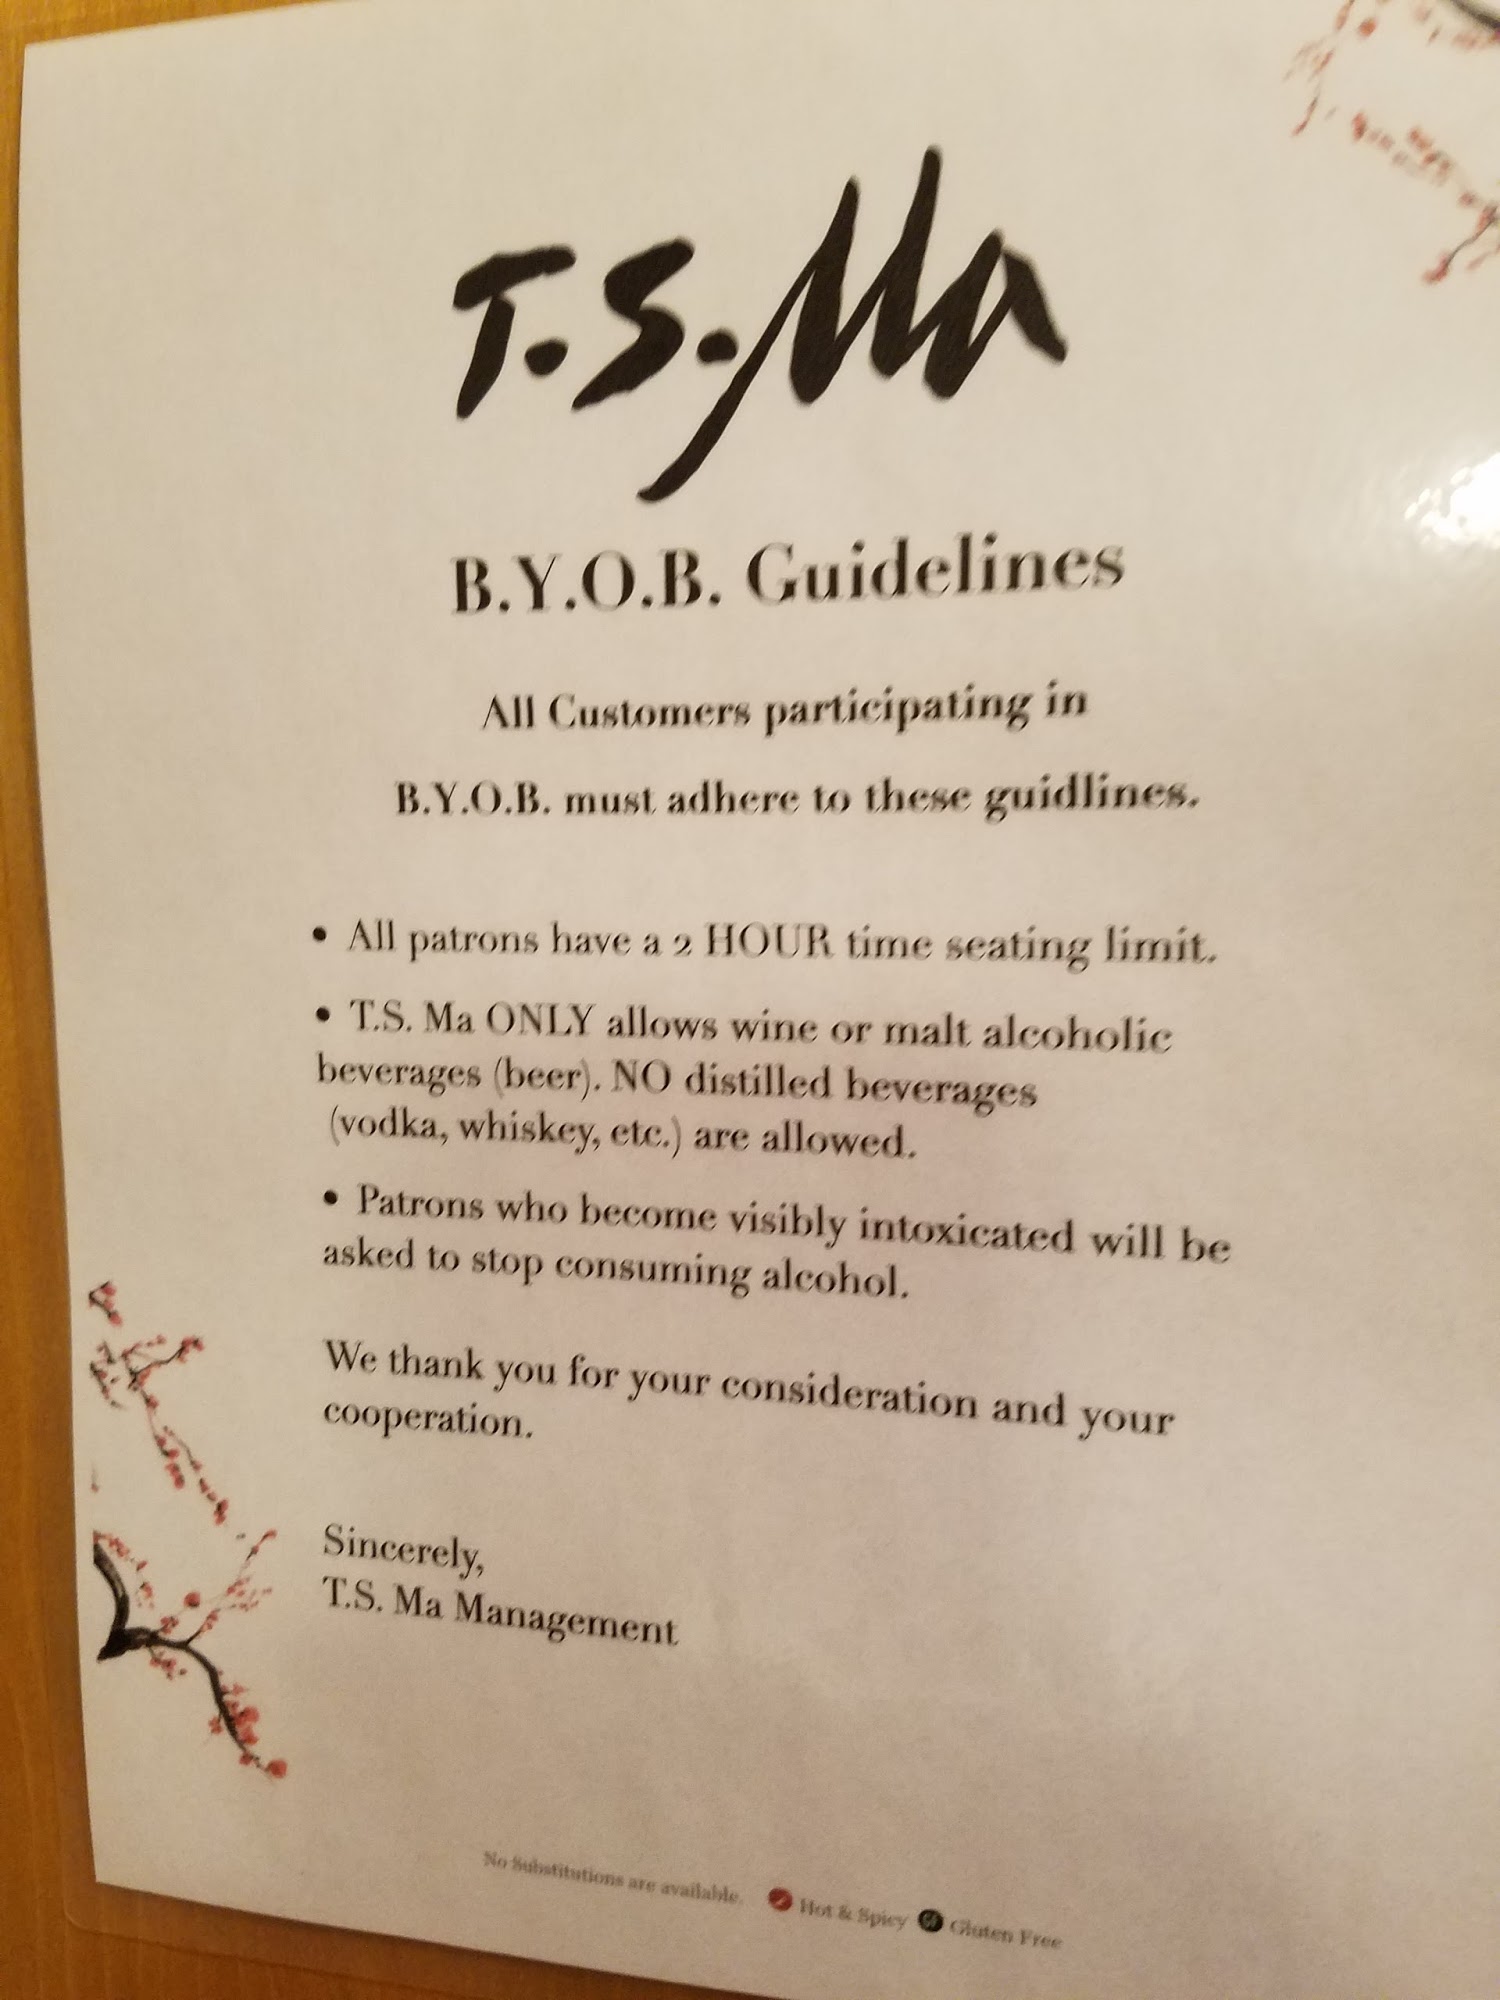 T.S. Ma
B.Y.O.B. Guidelines
All Customers participating in
B.Y.O.B. must adhere to these guidlines.
• All patrons have a 2 HOUR time seating limit.
• T.S. Ma ONLY allows wine or malt alcoholic
beverages (beer). NO distilled beverages
(vodka, whiskey, etc.) are allowed.
• Patrons who become visibly intoxicated will be
asked to stop consuming alcohol.
We thank you for your consideration and your
cooperation.
Sincerely,
T.S. Ma Management
No Substitutions are available. Hot & Spicy Gluten Free